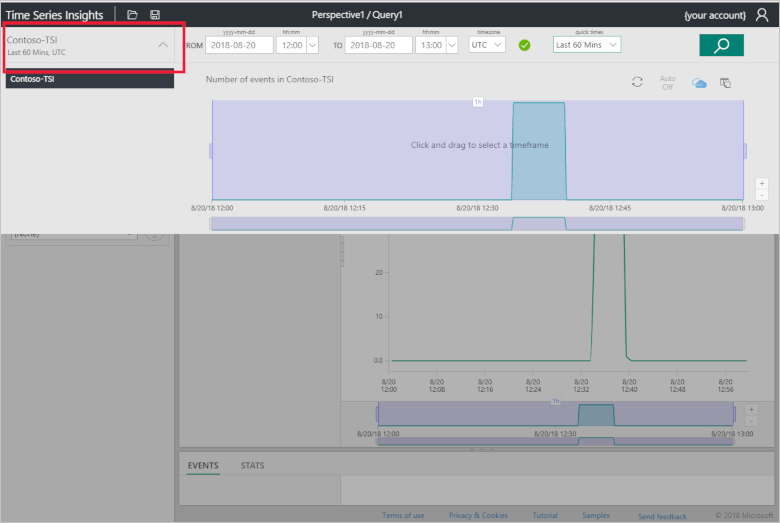 Time Series Insights
Perspective1 / Query1
{your account}
Contoso-TSI
Last 60 Mins, UTC
Contoso-TSI
yyyy-mm-dd hh:mm yyyy-mm-dd hh:mm timezone quick times
FROM 2018-08-20 12:00 TO 2018-08-20 13:00 UTC Last 60 Mins
Number of events in Contoso-TSI
Auto
Off
1h
Click and drag to select a timeframe
+
-
8/20/18 12:00 8/20/18 12:15 8/20/18 12:30 8/20/18 12:45 8/20/18 13:00
(None)
20
10
0.0
8/20 8/20 8/20 8/20 8/20 8/20 8/20 8/20
12:00 12:08 12:16 12:24 12:32 12:40 12:48 12:56
1h
+
-
8/20/18 12:00 8/20/18 12:30 8/20/18 13:00
EVENTS STATS
Terms of use Privacy & Cookies Tutorial Samples Send feedback © 2018 Microsoft